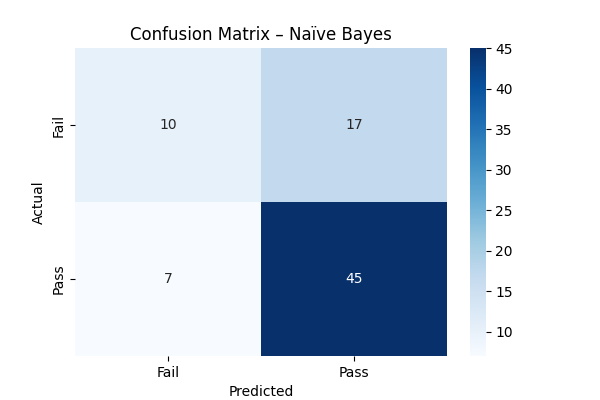 Confusion Matrix – Naïve Bayes
Actual
Fail
Pass
10
17
7
45
Fail
Pass
Predicted
45
40
35
30
25
20
15
10